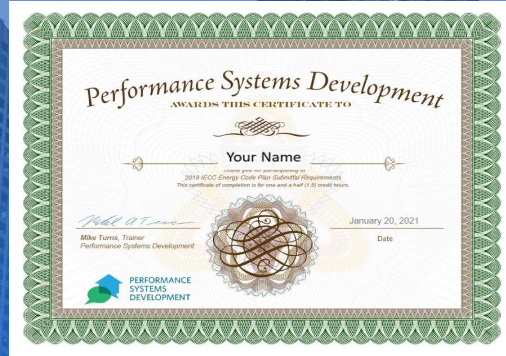 Performance Systems Development
AWARDS THIS CERTIFICATE TO
Your Name
Thank you for participating in
2018 IECC Energy Code Plan Submittal Requirements
This certificate of completion is for one and a half (1.5) credit hours.
January 20, 2021
Mike Turns, Trainer
Performance Systems Development
Date
PERFORMANCE
SYSTEMS
DEVELOPMENT